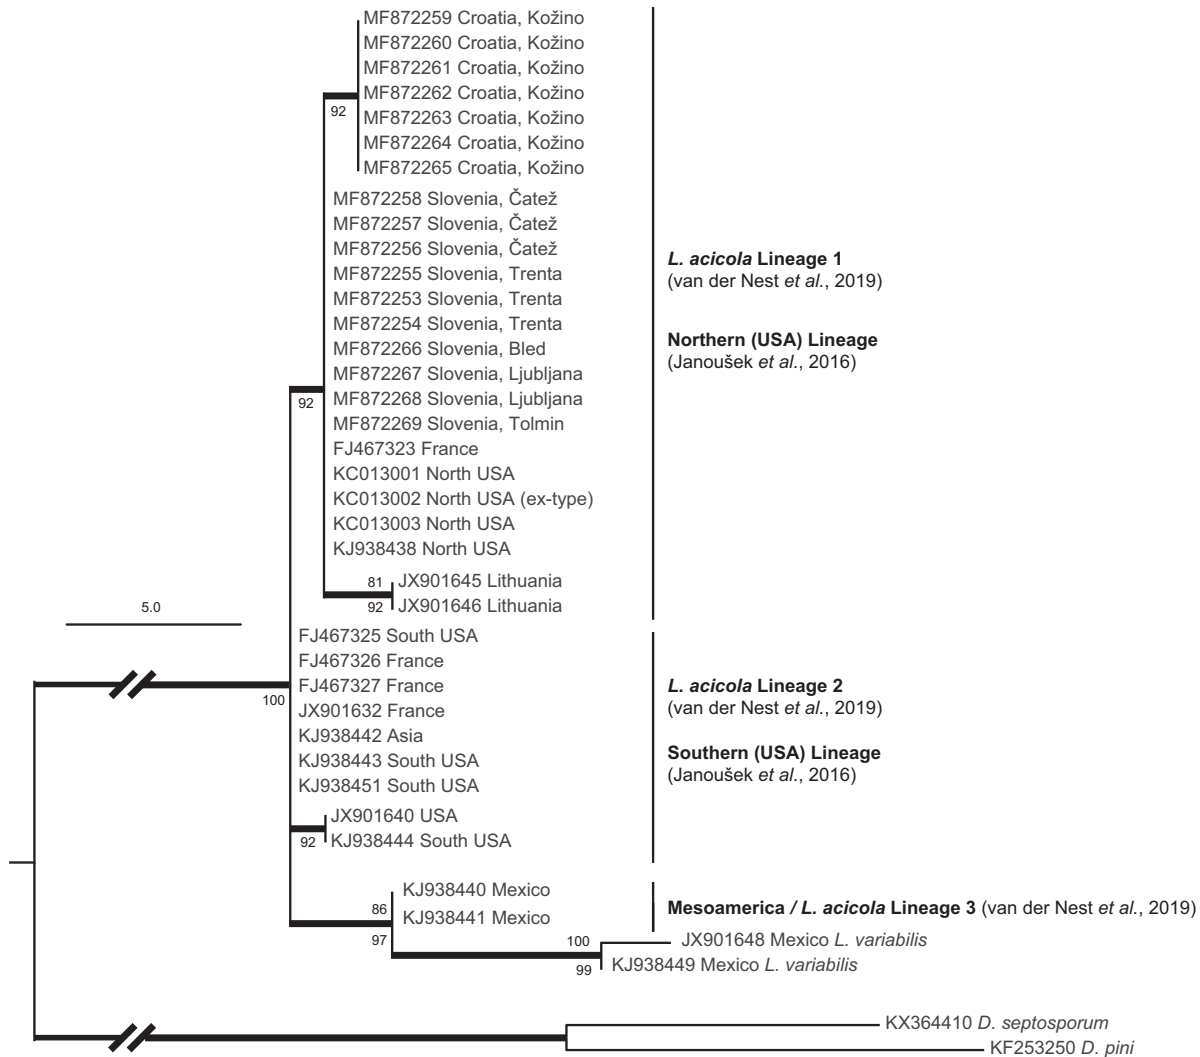 MF872259 Croatia, Kožino
MF872260 Croatia, Kožino
MF872261 Croatia, Kožino
MF872262 Croatia, Kožino
MF872263 Croatia, Kožino
MF872264 Croatia, Kožino
MF872265 Croatia, Kožino
92
MF872258 Slovenia, Čatež
MF872257 Slovenia, Čatež
MF872256 Slovenia, Čatež
MF872255 Slovenia, Trenta
MF872253 Slovenia, Trenta
MF872254 Slovenia, Trenta
MF872266 Slovenia, Bled
MF872267 Slovenia, Ljubljana
MF872268 Slovenia, Ljubljana
MF872269 Slovenia, Tolmin
FJ467323 France
KC013001 North USA
KC013002 North USA (ex-type)
KC013003 North USA
KJ938438 North USA
92
81
JX901645 Lithuania
92
JX901646 Lithuania
L. acicola Lineage 1
(van der Nest et al., 2019)
Northern (USA) Lineage
(Janoušek et al., 2016)
5.0
FJ467325 South USA
FJ467326 France
FJ467327 France
JX901632 France
KJ938442 Asia
KJ938443 South USA
KJ938451 South USA
100
JX901640 USA
92
KJ938444 South USA
L. acicola Lineage 2
(van der Nest et al., 2019)
Southern (USA) Lineage
(Janoušek et al., 2016)
KJ938440 Mexico
86
KJ938441 Mexico
97
Mesoamerica / L. acicola Lineage 3 (van der Nest et al., 2019)
100
JX901648 Mexico L. variabilis
99
KJ938449 Mexico L. variabilis
KX364410 D. septosporum
KF253250 D. pini